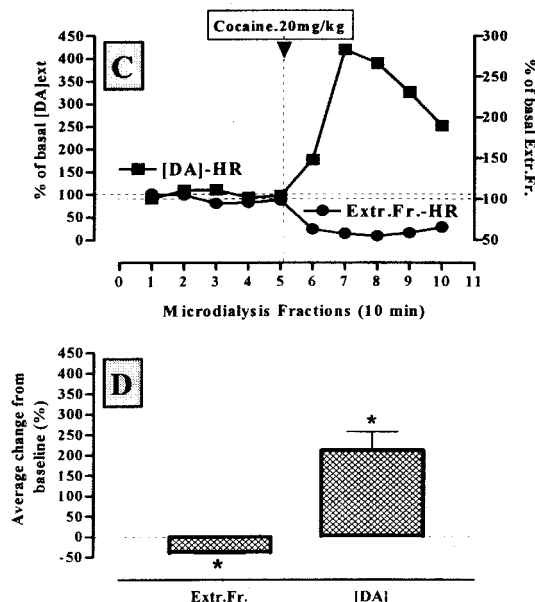 Cocaine.20mg/kg
C
% of basal [DA]ext
450
400
350
300
250
200
150
100
50
0
300
250
200
150
100
50
% of basal Extr.Fr.
[DA]-HR
Extr.Fr.-HR
0 1 2 3 4 5 6 7 8 9 10 11
Microdialysis Fractions (10 min)
D
Average change from
baseline (%)
450
400
350
300
250
200
150
100
50
0
-50
*
*
Extr.Fr. [DA]